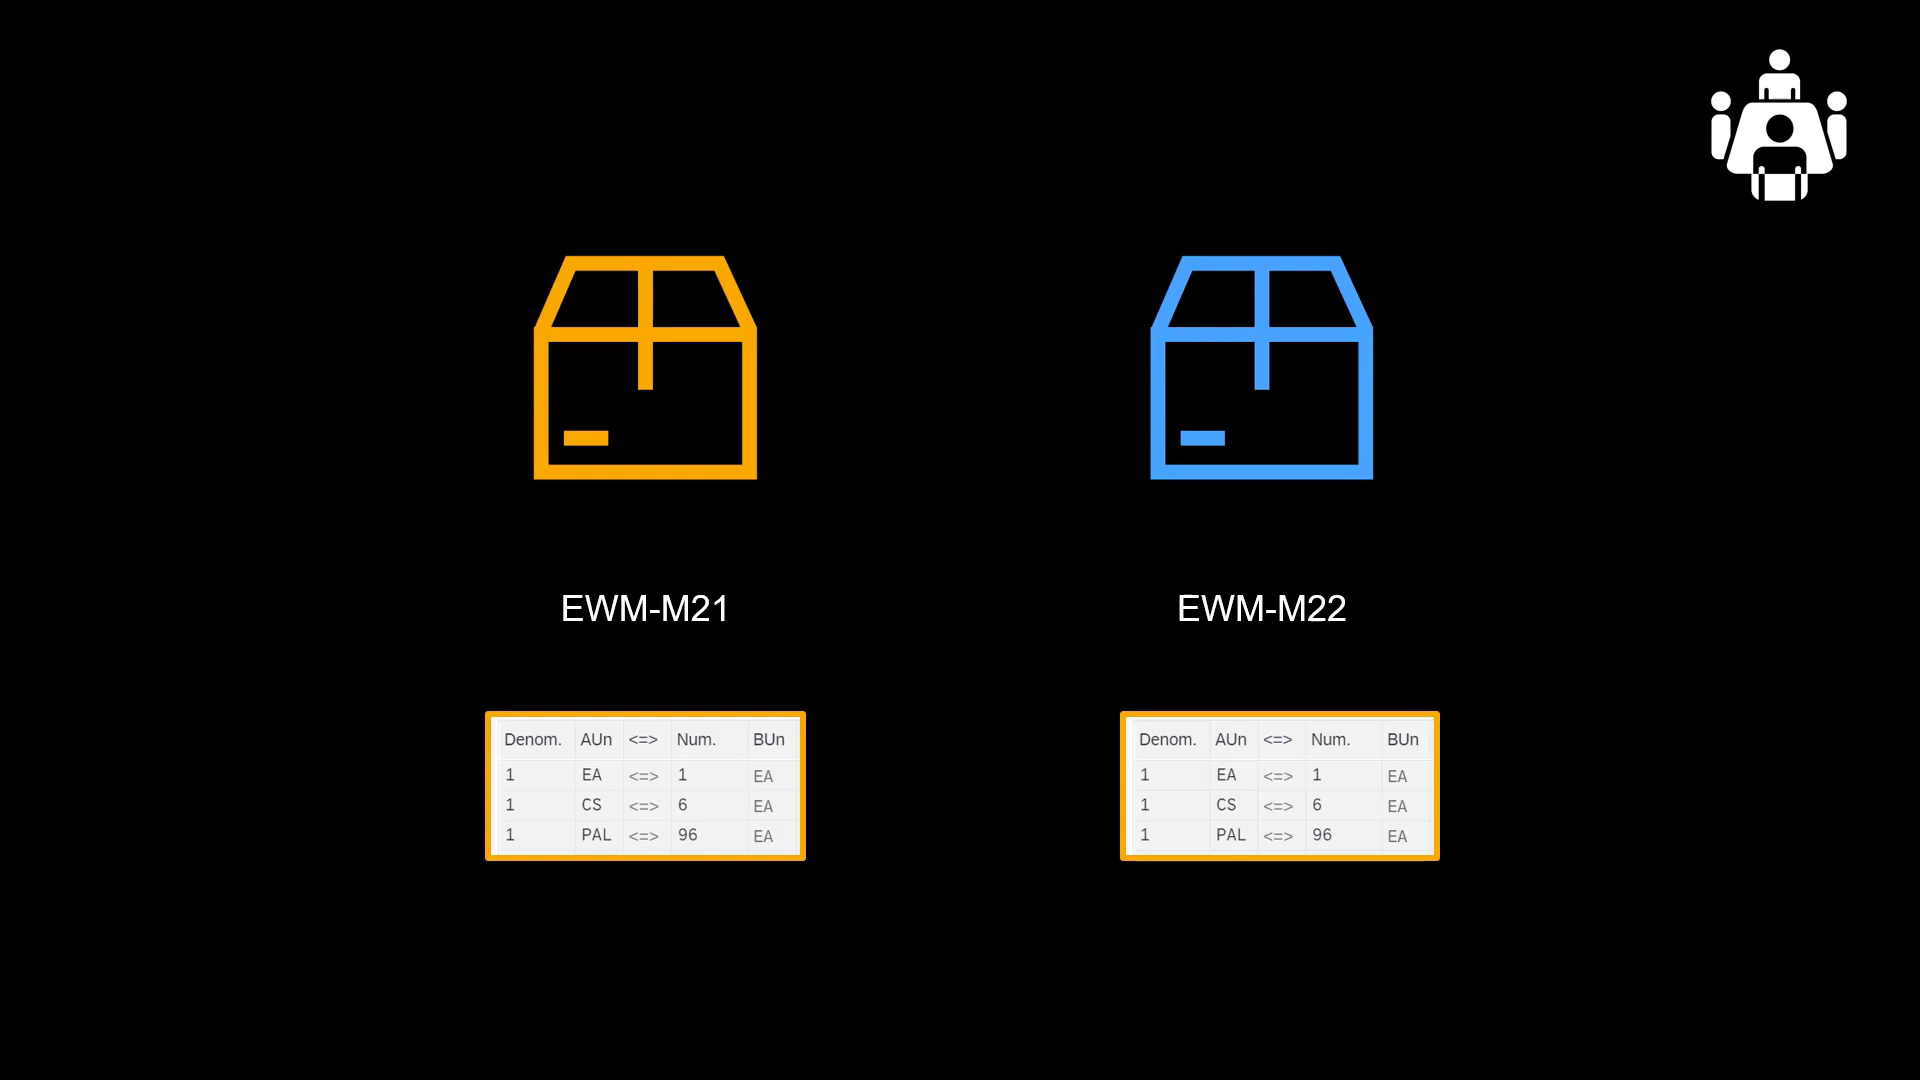 EWM-M21
EWM-M22
Denom. AUn <=> Num. BUn
1 EA <=> 1 EA
1 CS <=> 6 EA
1 PAL <=> 96 EA
Denom. AUn <=> Num. BUn
1 EA <=> 1 EA
1 CS <=> 6 EA
1 PAL <=> 96 EA